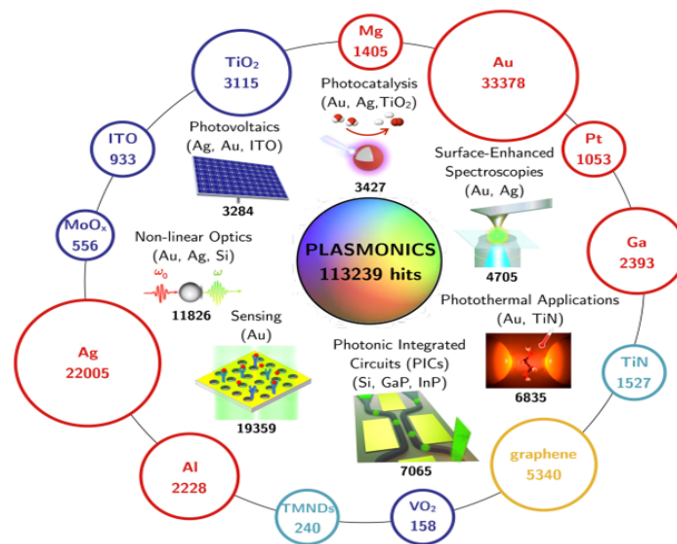 Mg
1405
Au
33378
TiO₂
3115
Photocatalysis
(Au, Ag,TiO₂)
3427
ITO
933
Photovoltaics
(Ag, Au, ITO)
3284
Pt
1053
Surface-Enhanced
Spectroscopies
(Au, Ag)
4705
MoOₓ
556
Non-linear Optics
(Au, Ag, Si)
ω₀
ω
11826
PLASMONICS
113239 hits
Ga
2393
Photothermal Applications
(Au, TiN)
6835
Ag
22005
Sensing
(Au)
19359
Photonic Integrated
Circuits (PICs)
(Si, GaP, InP)
7065
TiN
1527
graphene
5340
Al
2228
TMNDs
240
VO₂
158